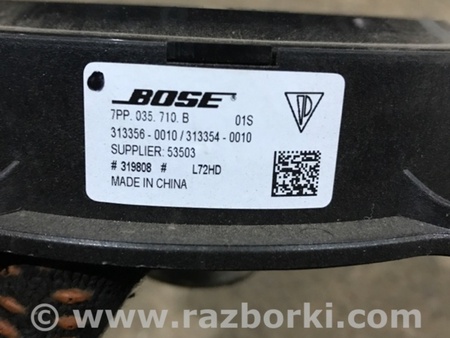 BOSE
7PP. 035. 710. B 01S
313356 - 0010 / 313354 - 0010
SUPPLIER: 53503
# 319808 # L72HD
MADE IN CHINA
www.razborki.com